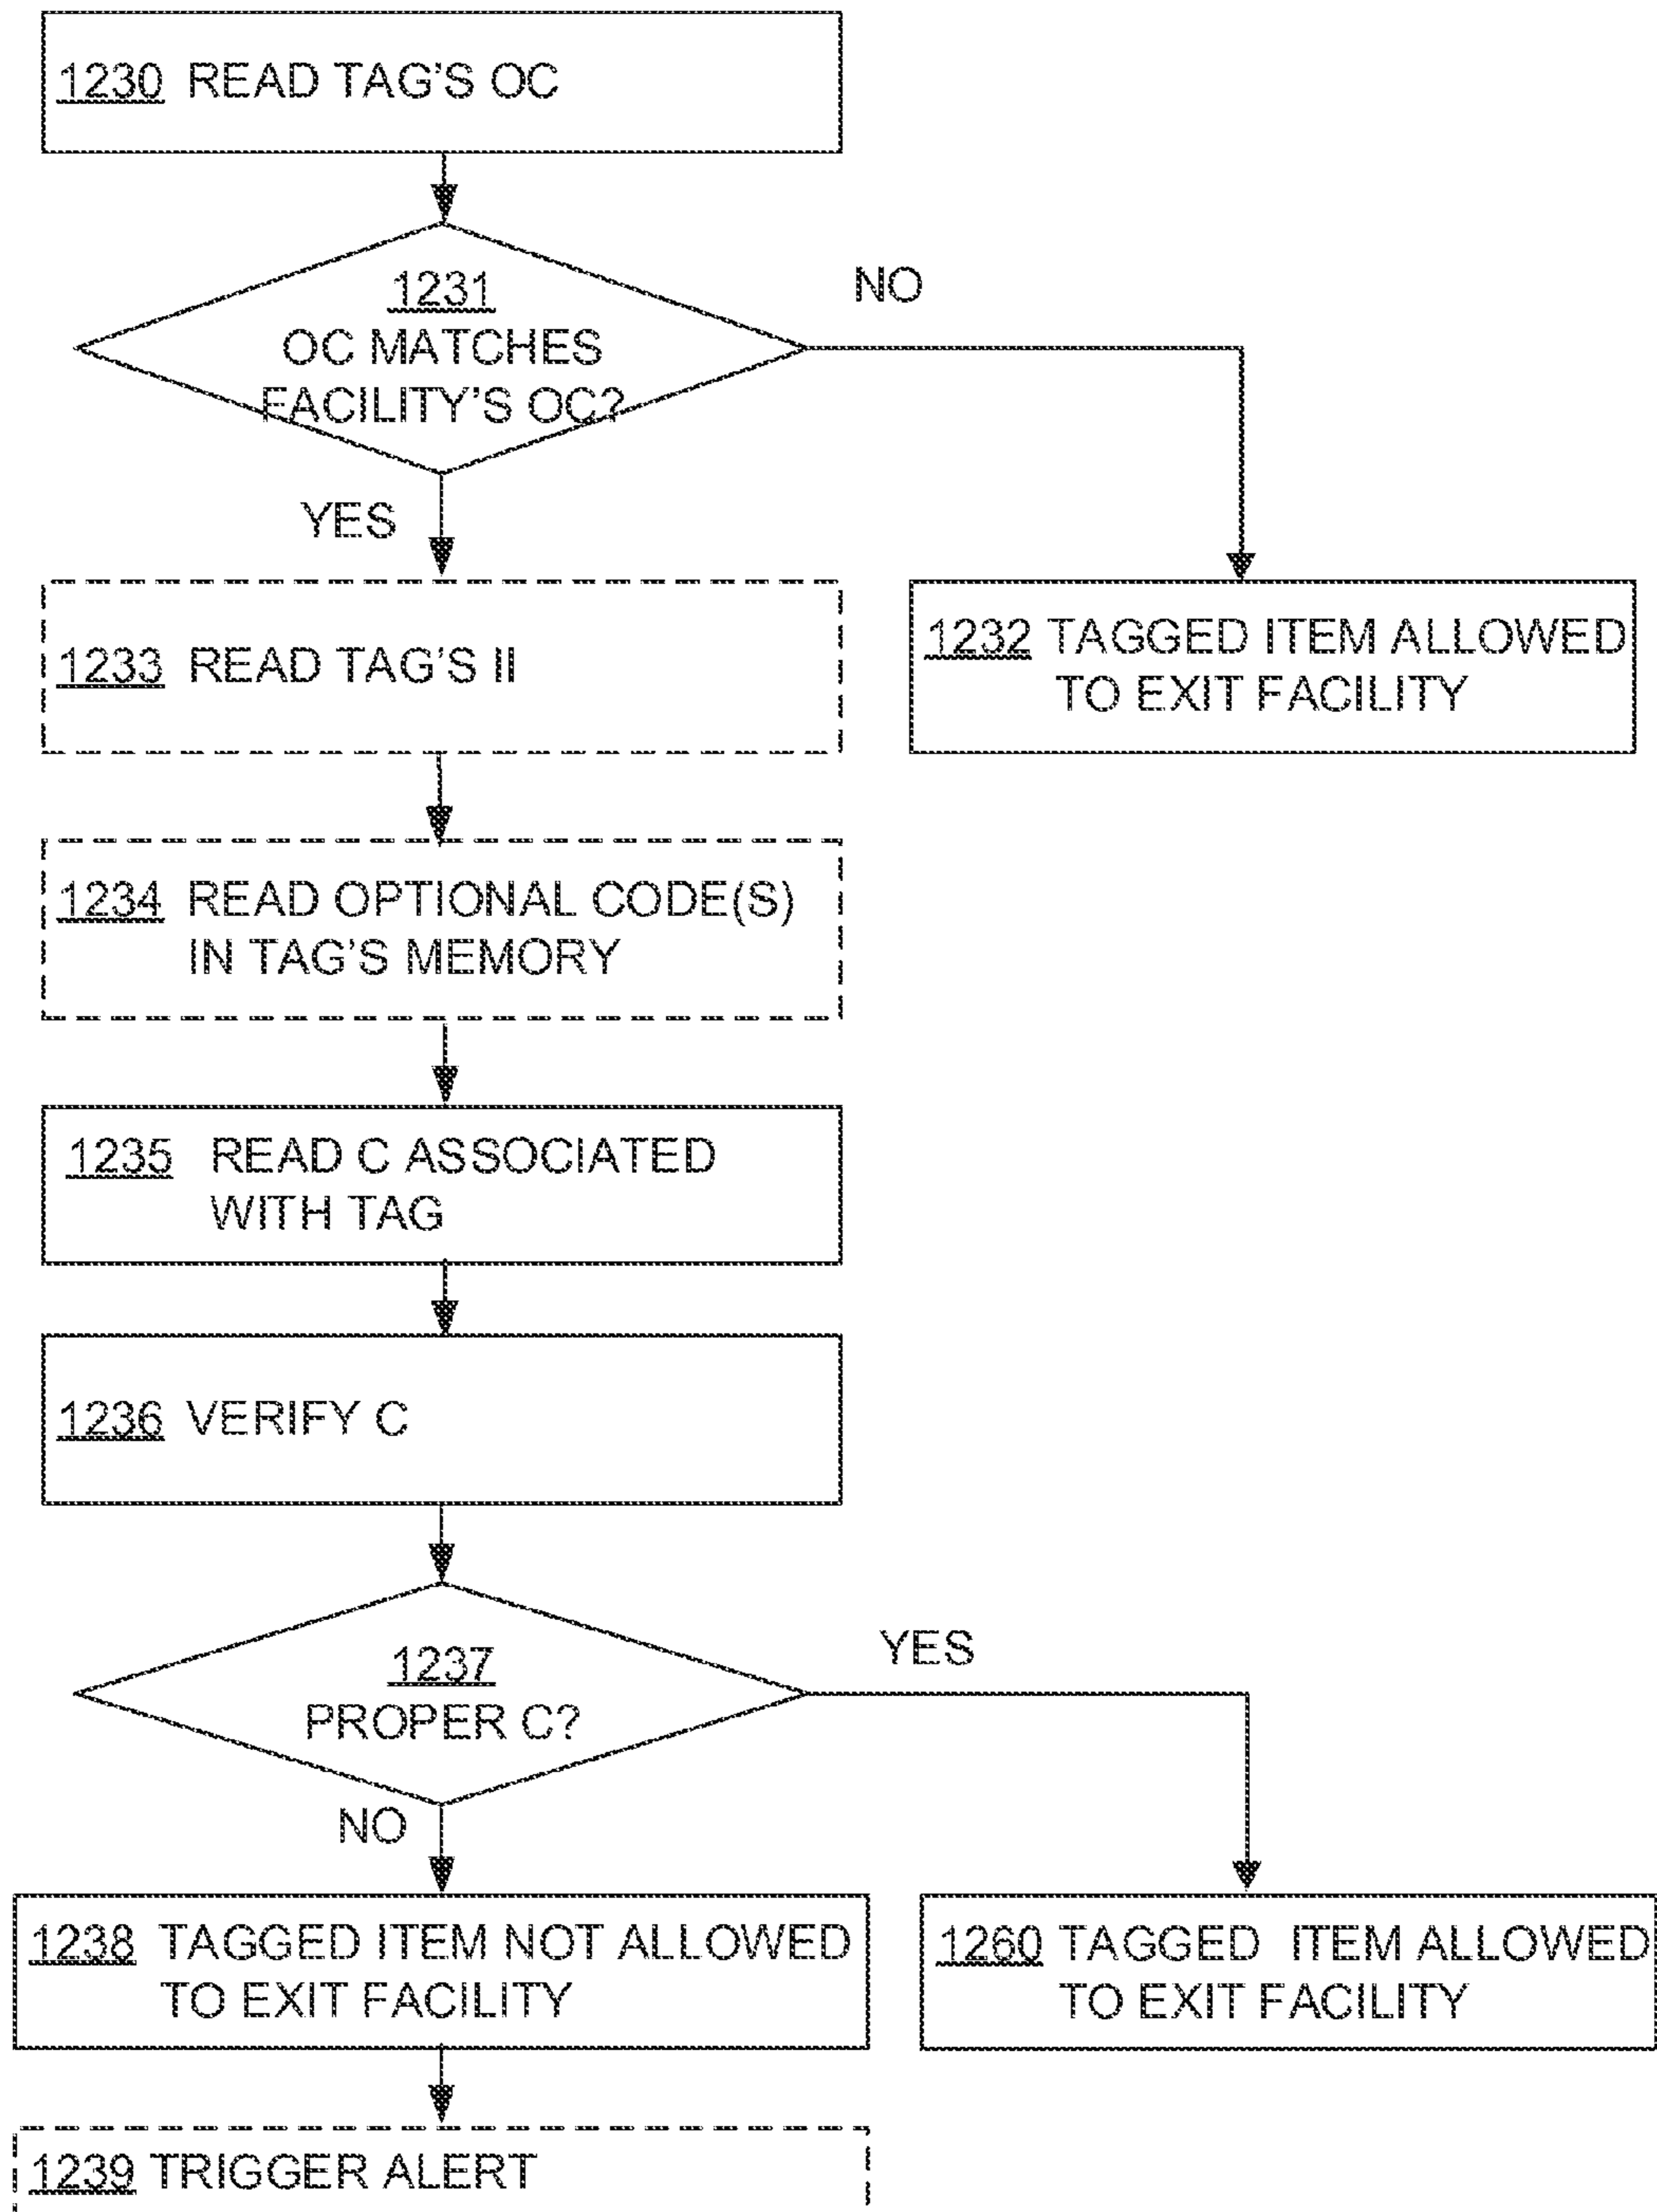 1230 READ TAG'S OC
1231
OC MATCHES
FACILITY'S OC?
NO
YES
1233 READ TAG'S II
1232 TAGGED ITEM ALLOWED
TO EXIT FACILITY
1234 READ OPTIONAL CODE(S)
IN TAG'S MEMORY
1235 READ C ASSOCIATED
WITH TAG
1236 VERIFY C
1237
PROPER C?
YES
NO
1238 TAGGED ITEM NOT ALLOWED
TO EXIT FACILITY
1260 TAGGED ITEM ALLOWED
TO EXIT FACILITY
1239 TRIGGER ALERT